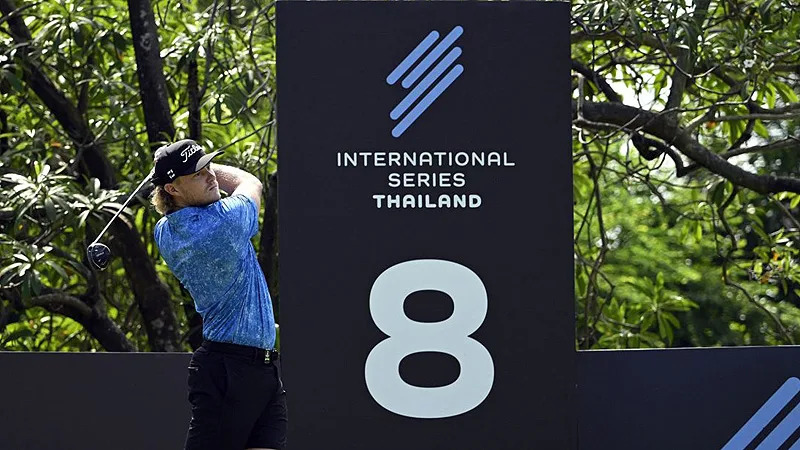 Titleist
INTERNATIONAL
SERIES
THAILAND
8